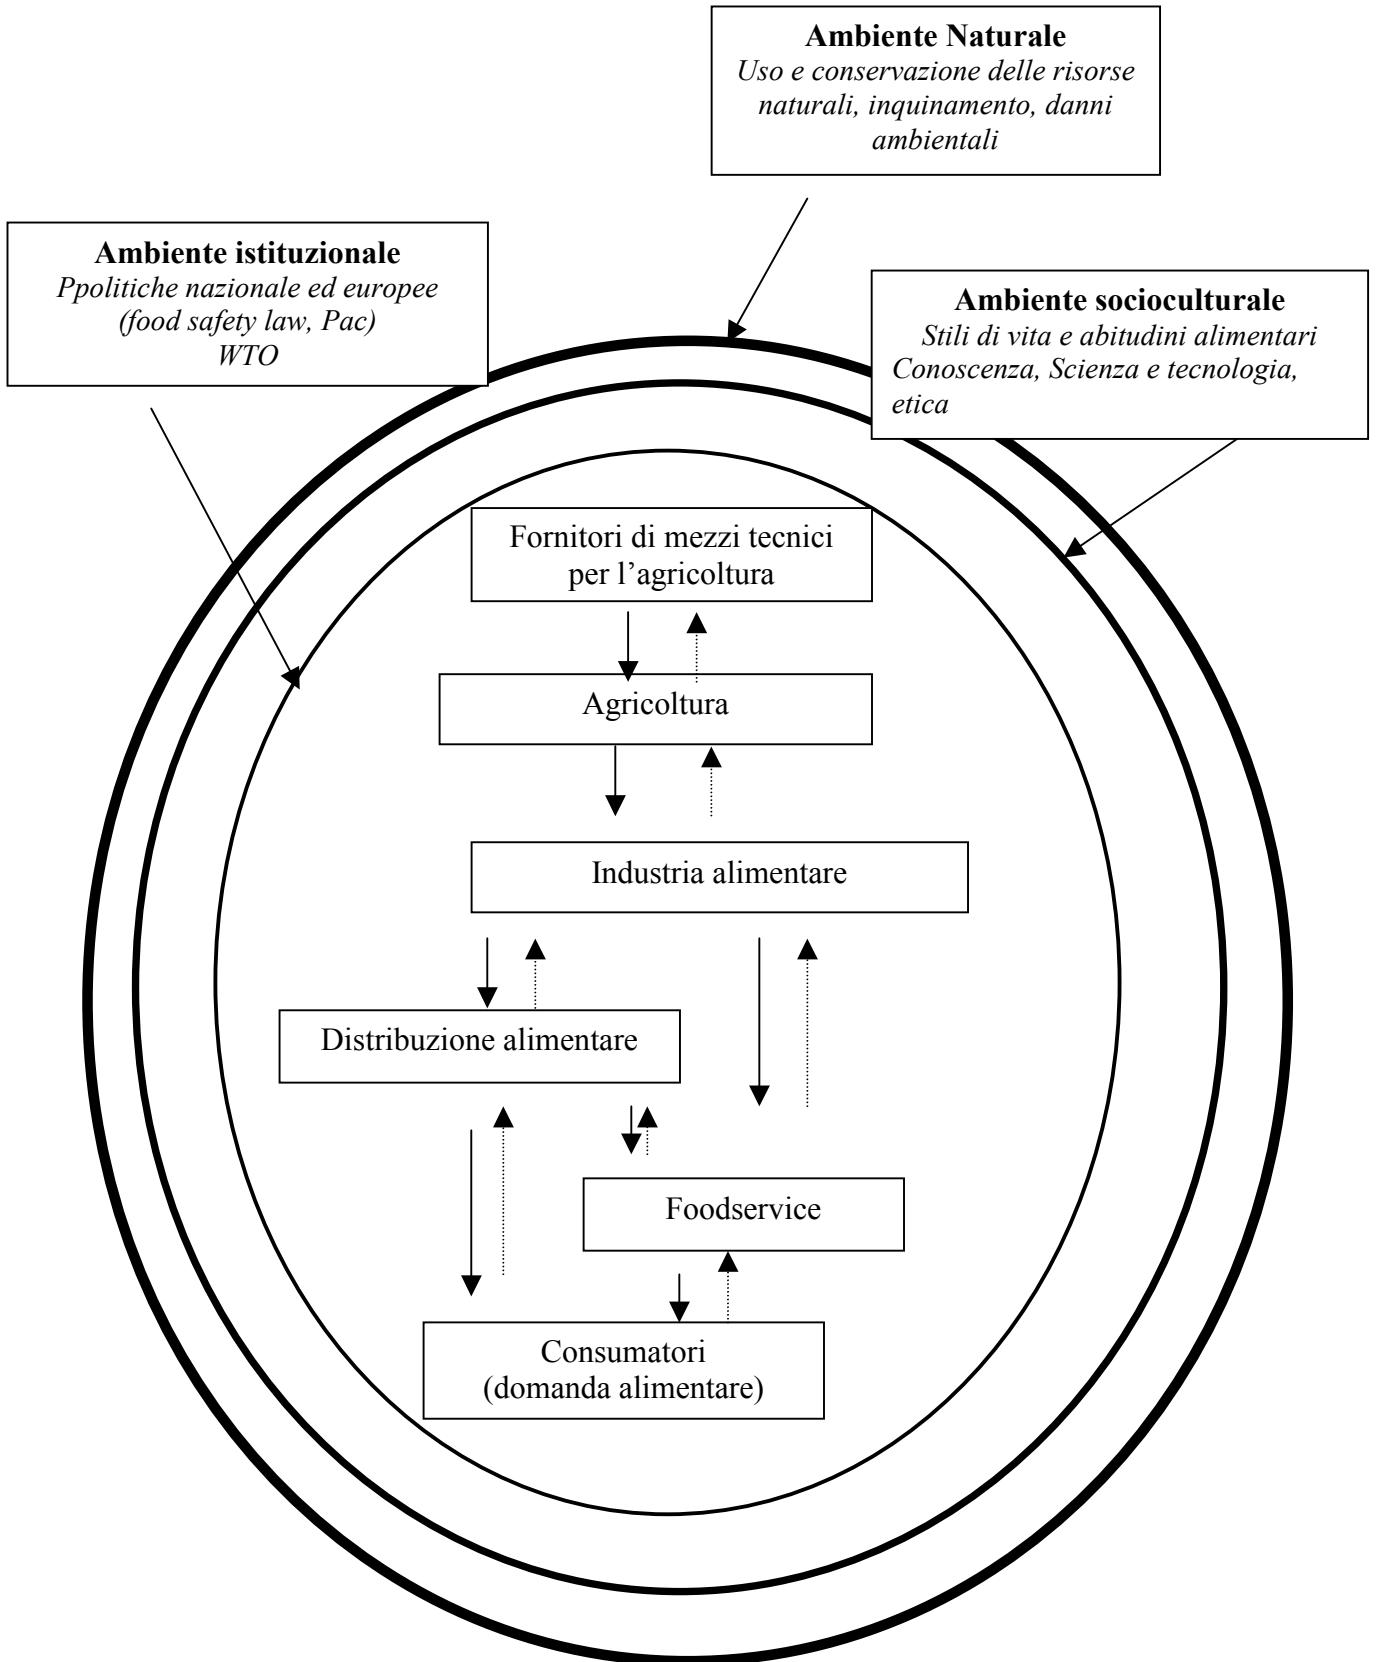 Ambiente Naturale
Uso e conservazione delle risorse
naturali, inquinamento, danni
ambientali
Ambiente istituzionale
Ppolitiche nazionale ed europee
(food safety law, Pac)
WTO
Ambiente socioculturale
Stili di vita e abitudini alimentari
Conoscenza, Scienza e tecnologia,
etica
Fornitori di mezzi tecnici
per l’agricoltura
Agricoltura
Industria alimentare
Distribuzione alimentare
Foodservice
Consumatori
(domanda alimentare)